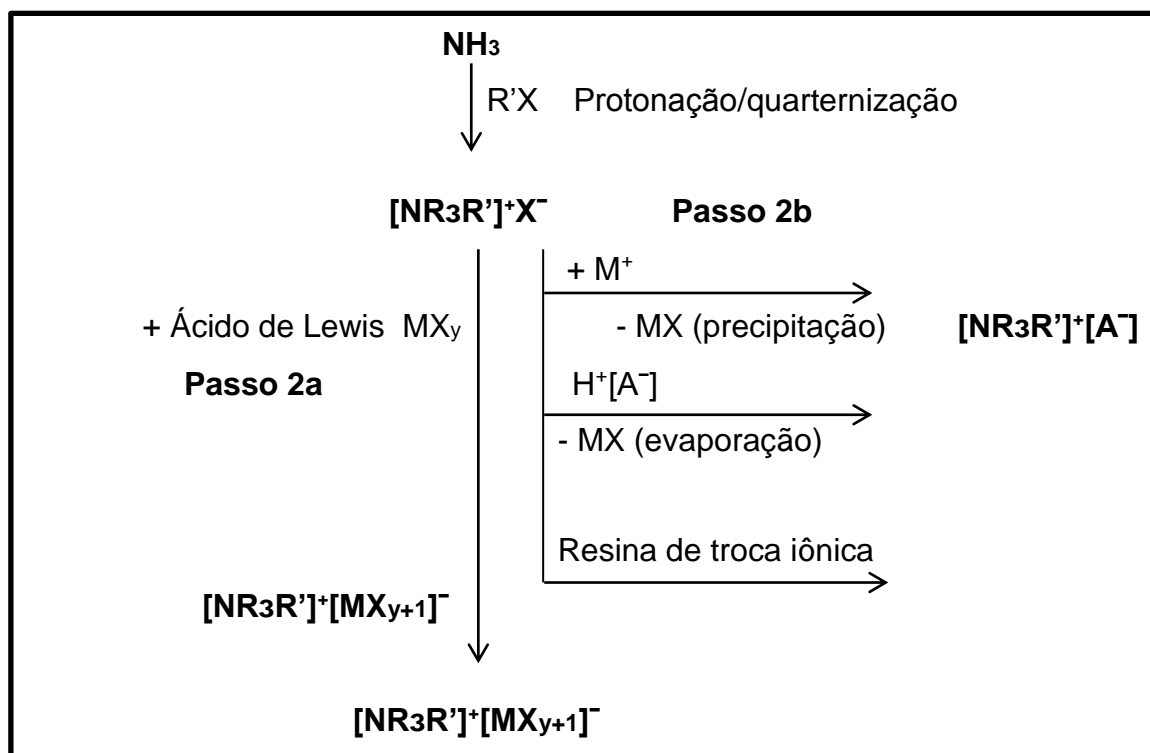 NH₃
R'X Protonação/quarternização
[NR₃R’]⁺X⁻ Passo 2b
+ M⁺
+ Ácido de Lewis MXy - MX (precipitação) [NR₃R’]⁺[A⁻]
Passo 2a H⁺[A⁻]
- MX (evaporação)
Resina de troca iônica
[NR₃R’]⁺[MXy+1]⁻
[NR₃R’]⁺[MXy+1]⁻